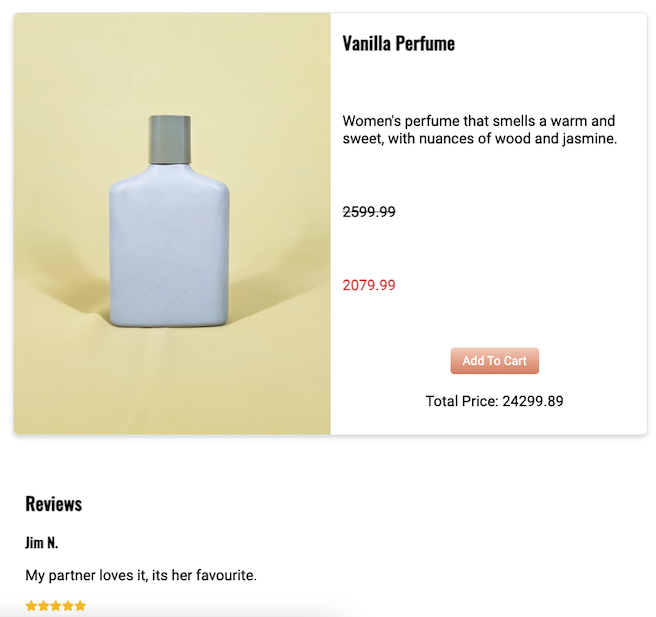 Vanilla Perfume
Women's perfume that smells a warm and
sweet, with nuances of wood and jasmine.
2599.99
2079.99
Add To Cart
Total Price: 24299.89
Reviews
Jim N.
My partner loves it, its her favourite.